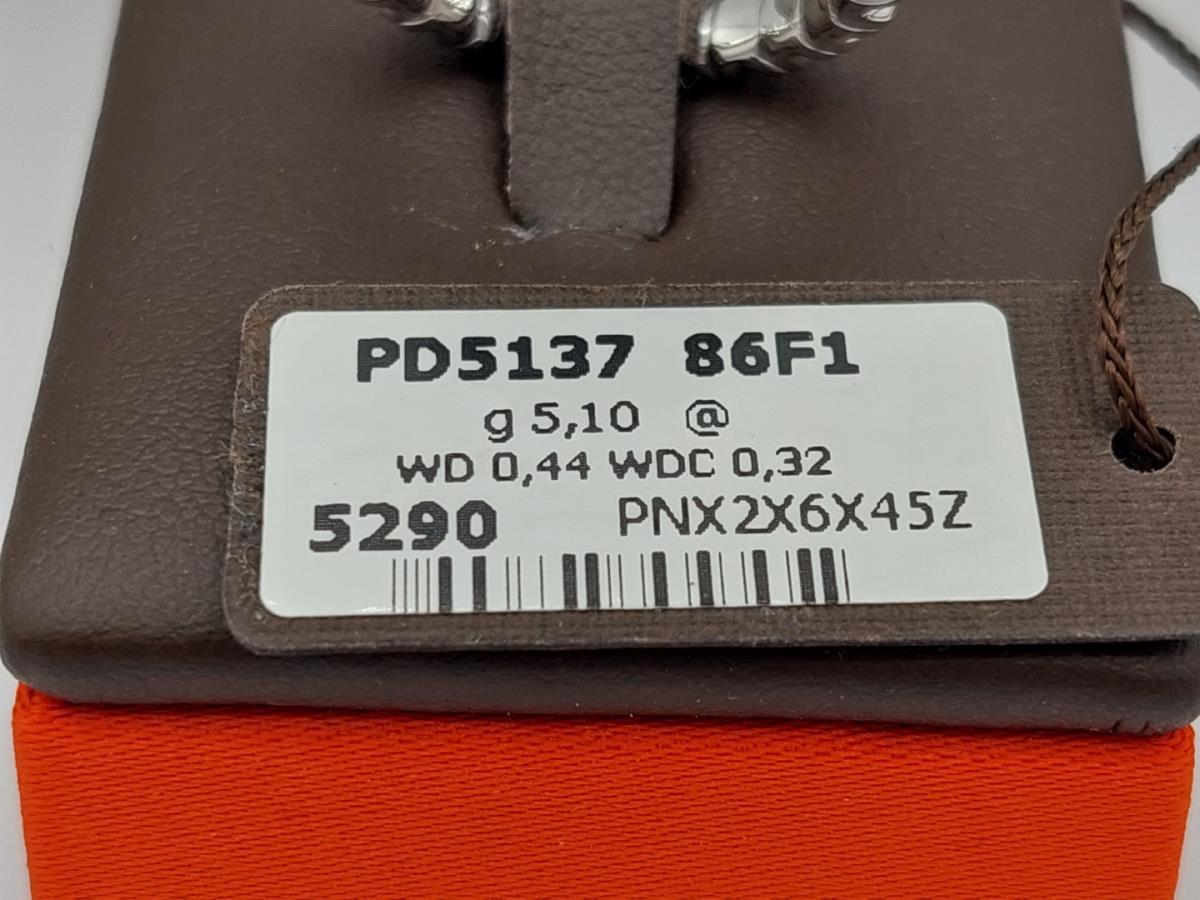 PD5137 86F1
g 5,10 @
WD 0,44 WDC 0,32
5290 PNX2X6X45Z